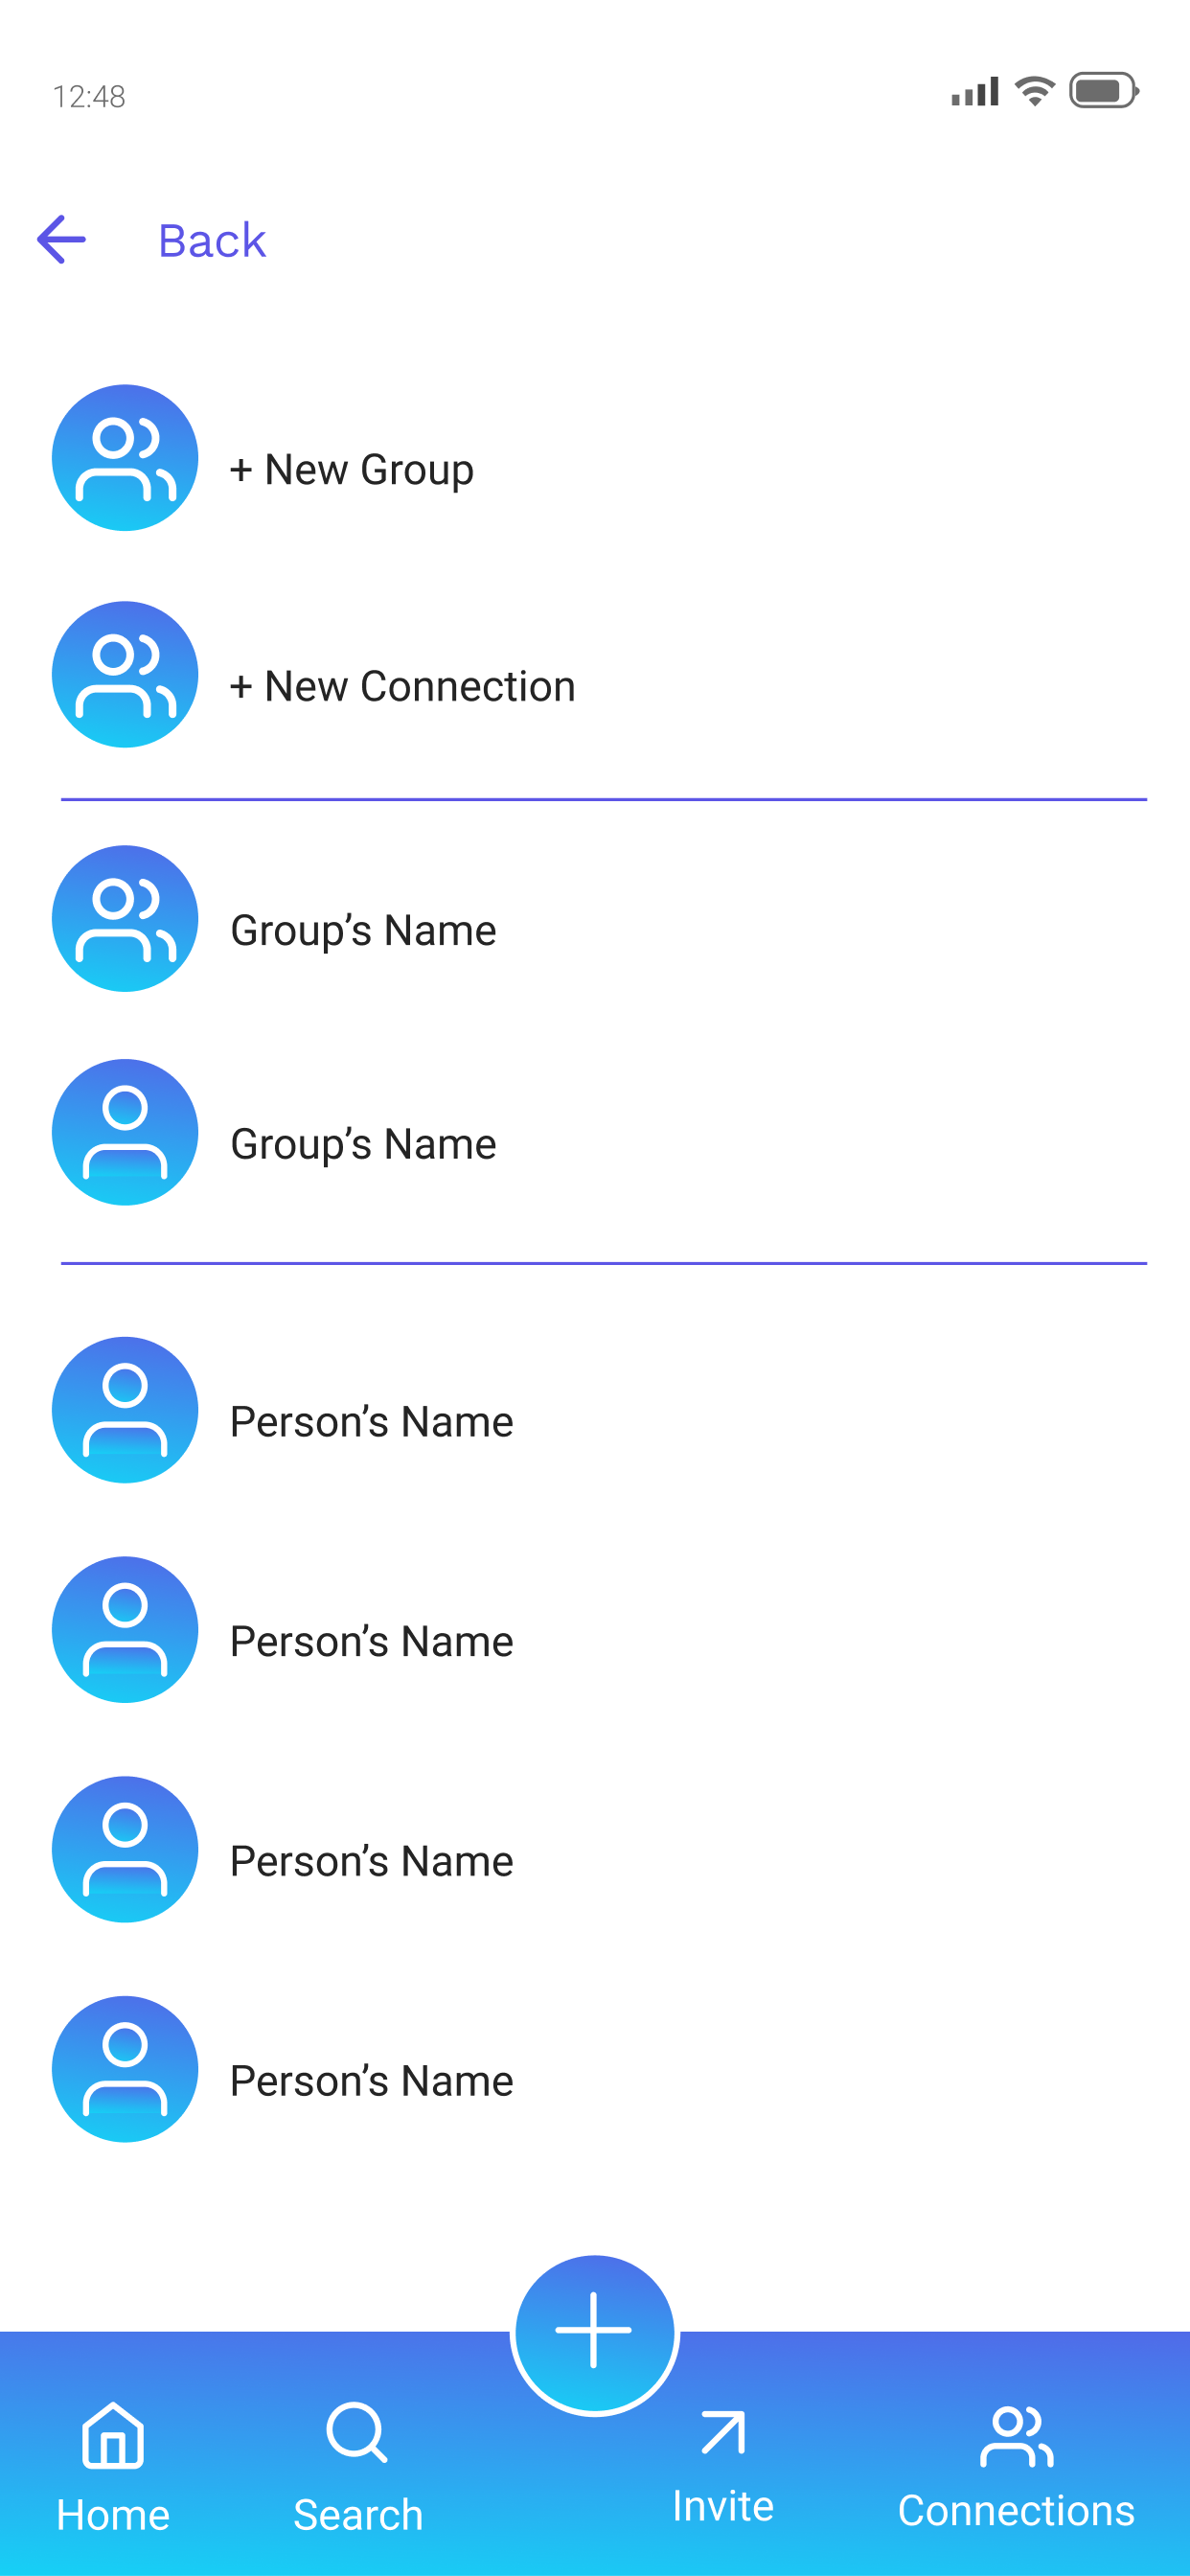 12:48
Back
+ New Group
+ New Connection
Group’s Name
Group’s Name
Person’s Name
Person’s Name
Person’s Name
Person’s Name
Home
Search
Invite
Connections